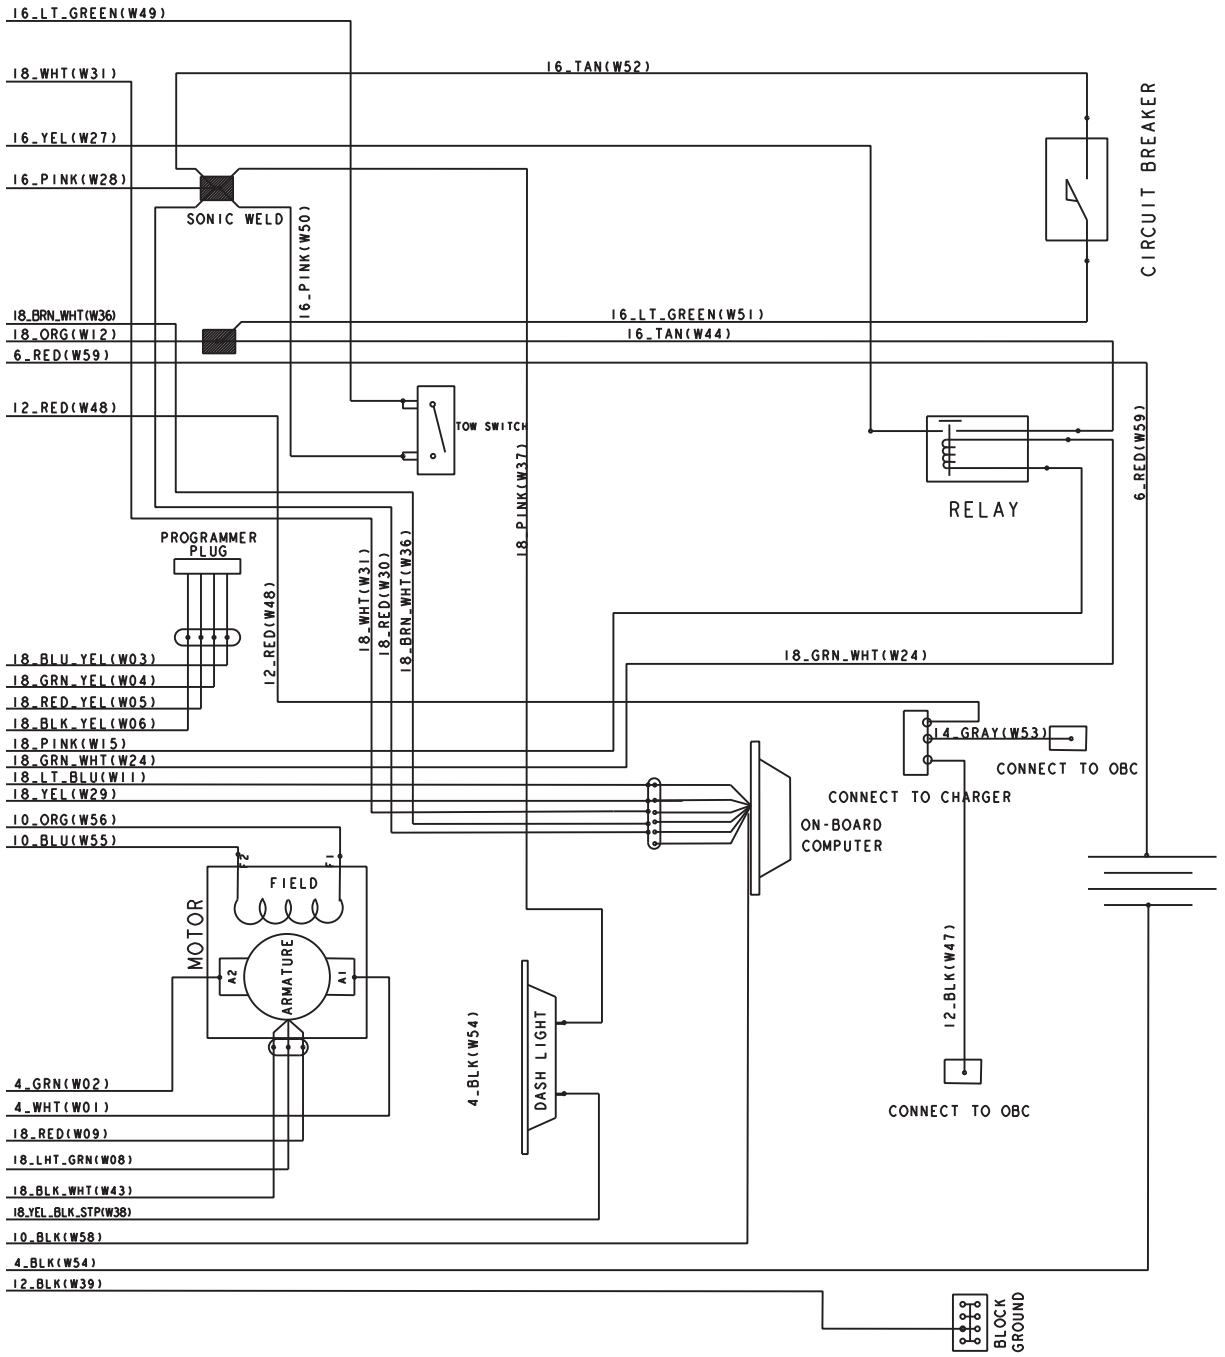 16_LT_GREEN(W49)
18_WHT(W31)
16_TAN(W52)
16_YEL(W27)
16_PINK(W28)
SONIC WELD
16_PINK(W50)
CIRCUIT BREAKER
18_BRN_WHT(W36)
16_LT_GREEN(W51)
18_ORG(W12)
16_TAN(W44)
6_RED(W59)
12_RED(W48)
TOW SWITCH
6_RED(W59)
18_PINK(W37)
RELAY
PROGRAMMER
PLUG
12_RED(W48)
18_WHT(W31)
18_RED(W30)
18_BRN_WHT(W36)
18_BLU_YEL(W03)
18_GRN_WHT(W24)
18_GRN_YEL(W04)
18_RED_YEL(W05)
18_BLK_YEL(W06)
18_PINK(W15)
14_GRAY(W53)
18_GRN_WHT(W24)
CONNECT TO OBC
18_LT_BLU(W11)
18_YEL(W29)
CONNECT TO CHARGER
10_ORG(W56)
ON-BOARD
COMPUTER
10_BLU(W55)
F2
F1
FIELD
MOTOR
A2
ARMATURE
A1
12_BLK(W47)
4_BLK(W54)
DASH LIGHT
4_GRN(W02)
4_WHT(W01)
CONNECT TO OBC
18_RED(W09)
18_LHT_GRN(W08)
18_BLK_WHT(W43)
18_YEL_BLK_STP(W38)
10_BLK(W58)
4_BLK(W54)
12_BLK(W39)
BLOCK
GROUND